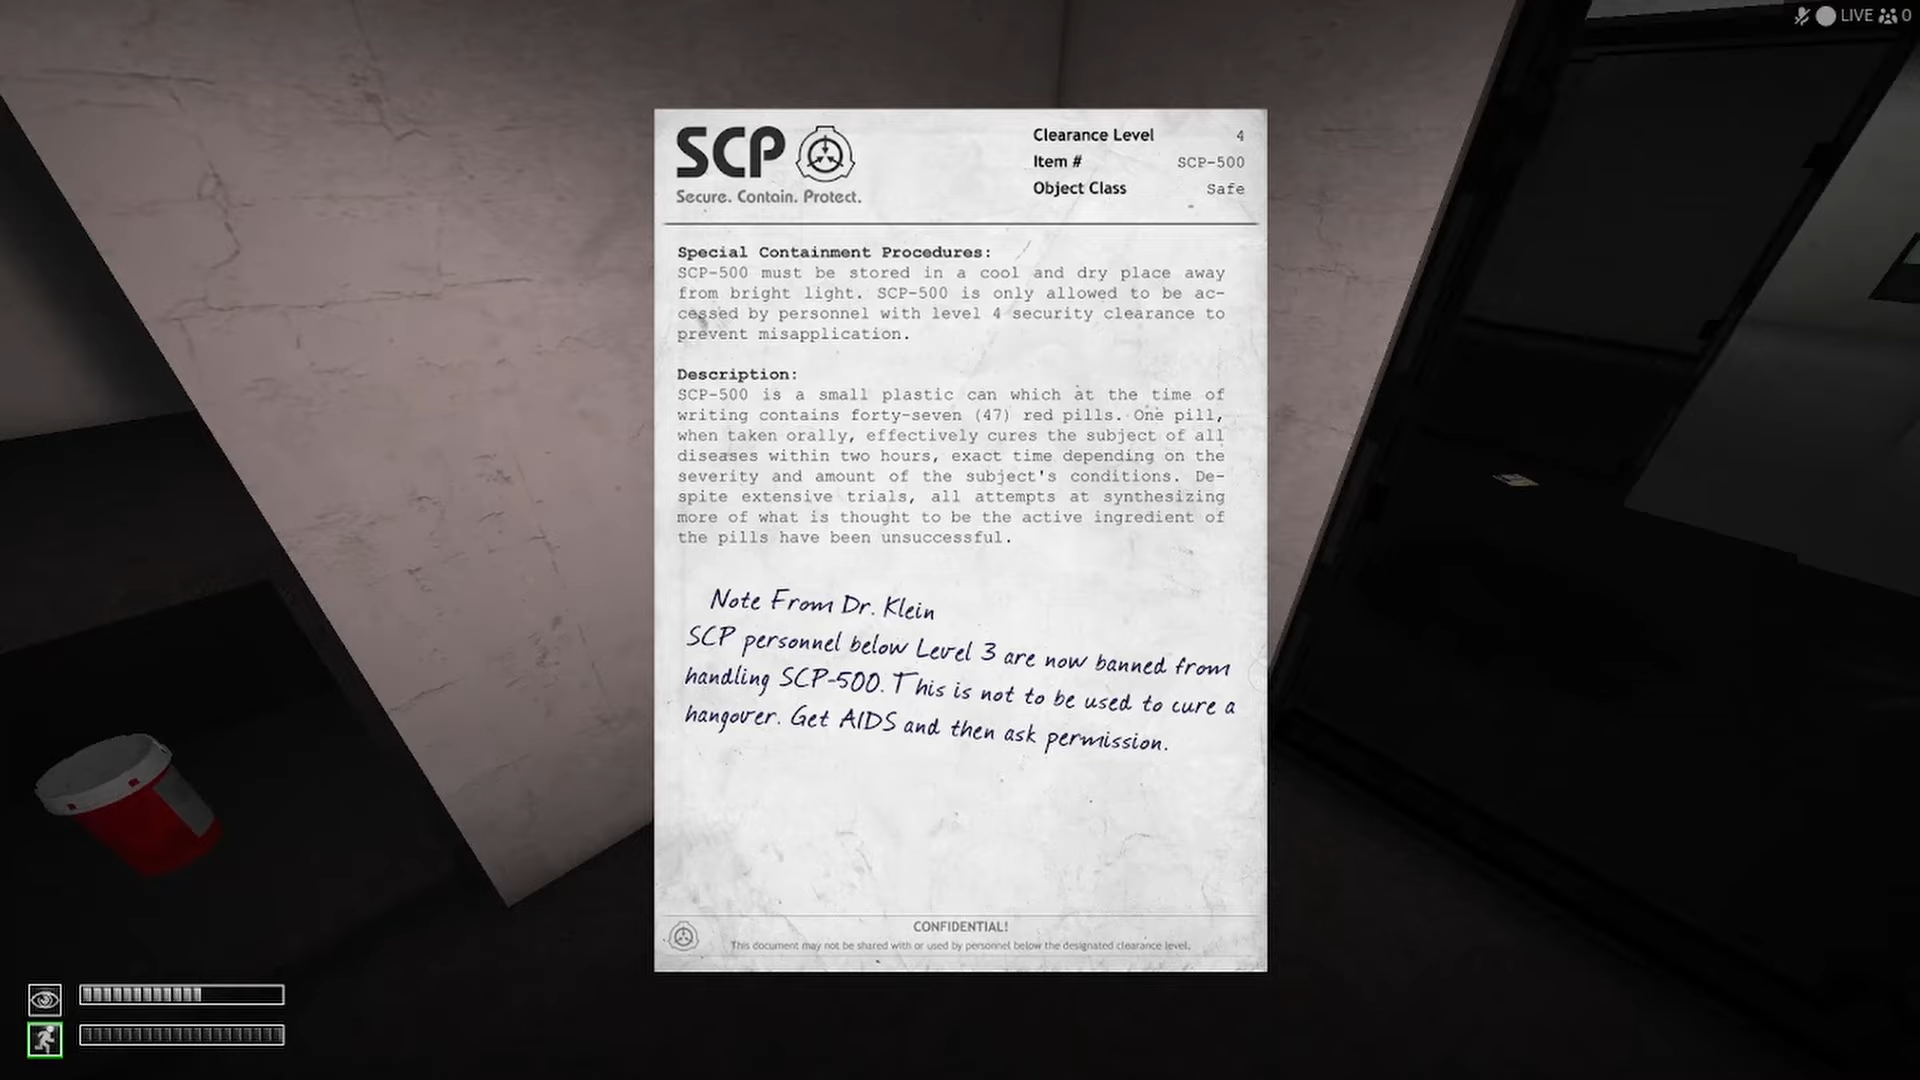 LIVE 0
SCP
Secure. Contain. Protect.
Clearance Level 4
Item # SCP-500
Object Class Safe
Special Containment Procedures:
SCP-500 must be stored in a cool and dry place away
from bright light. SCP-500 is only allowed to be ac-
cessed by personnel with level 4 security clearance to
prevent misapplication.
Description:
SCP-500 is a small plastic can which at the time of
writing contains forty-seven (47) red pills. One pill,
when taken orally, effectively cures the subject of all
diseases within two hours, exact time depending on the
severity and amount of the subject's conditions. De-
spite extensive trials, all attempts at synthesizing
more of what is thought to be the active ingredient of
the pills have been unsuccessful.
Note From Dr. Klein
SCP personnel below Level 3 are now banned from
handling SCP-500. This is not to be used to cure a
hangover. Get AIDS and then ask permission.
CONFIDENTIAL!
This document may not be shared with or used by personnel below the designated clearance level.